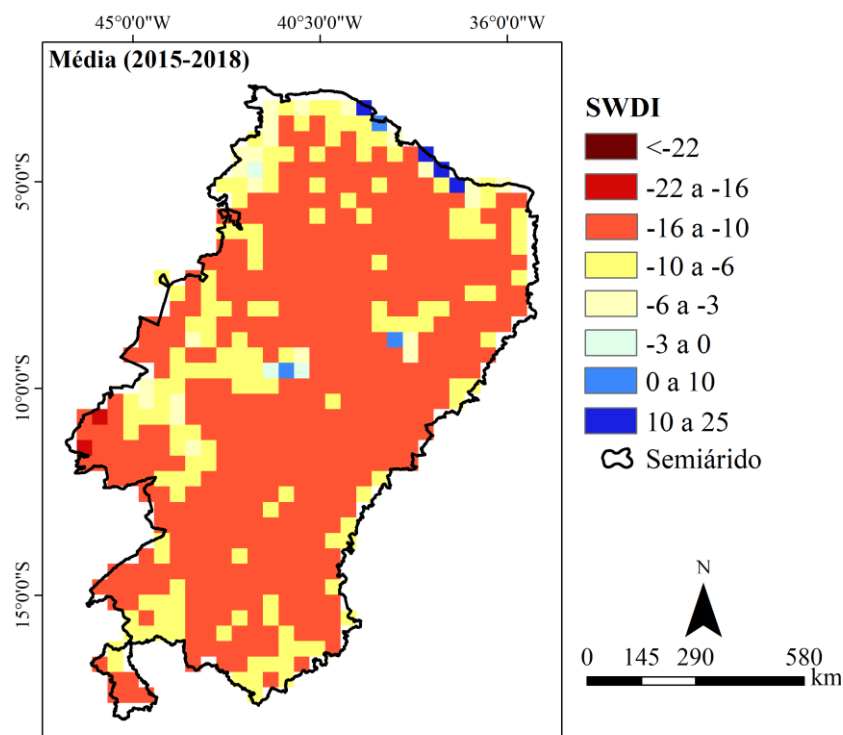 45°0'0"W 40°30'0"W 36°0'0"W
Média (2015-2018)
5°0'0"S
10°0'0"S
15°0'0"S
SWDI
<-22
-22 a -16
-16 a -10
-10 a -6
-6 a -3
-3 a 0
0 a 10
10 a 25
Semiárido
N
0 145 290 580
km